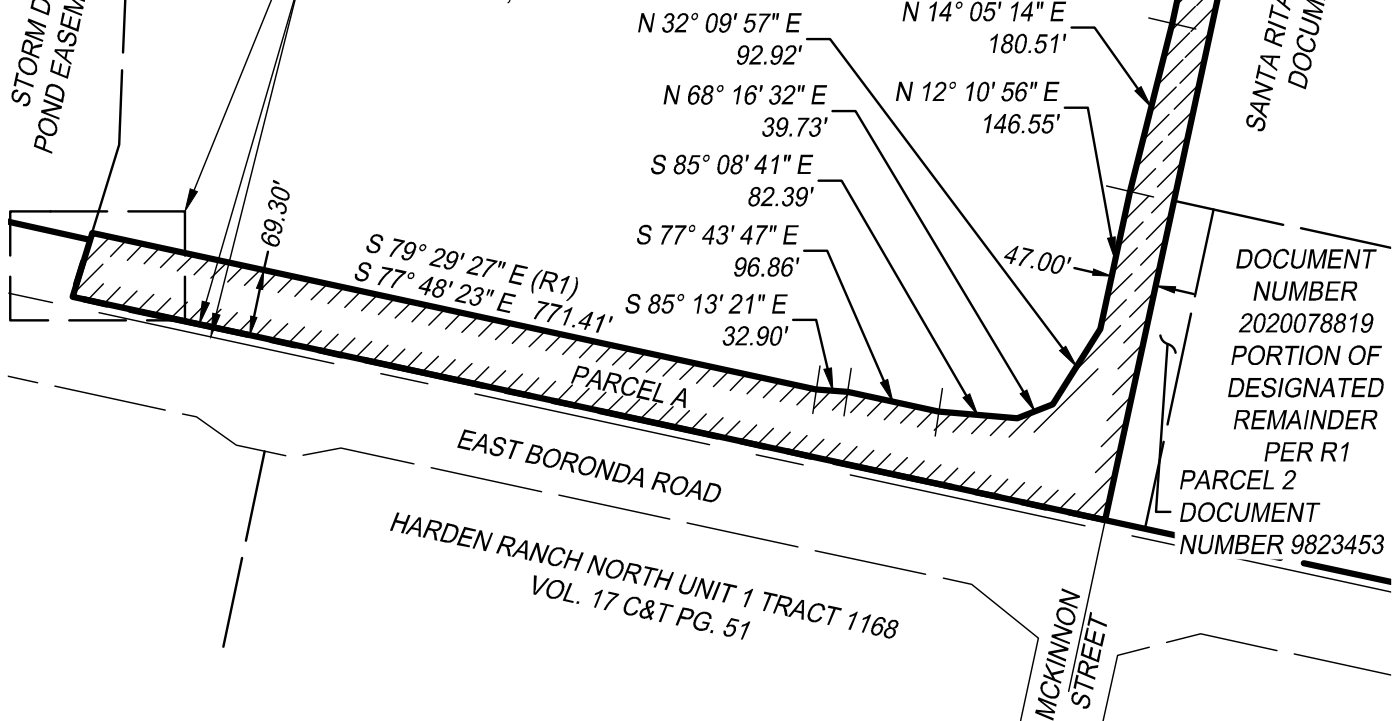 STORM D
POND EASEM
N 32° 09' 57" E
92.92'
N 14° 05' 14" E
180.51'
SANTA RITA
DOCUM
N 68° 16' 32" E
39.73'
N 12° 10' 56" E
146.55'
S 85° 08' 41" E
82.39'
69.30'
S 79° 29' 27" E (R1)
S 77° 48' 23" E 771.41'
S 77° 43' 47" E
96.86'
47.00'
S 85° 13' 21" E
32.90'
DOCUMENT
NUMBER
2020078819
PORTION OF
DESIGNATED
REMAINDER
PER R1
PARCEL A
EAST BORONDA ROAD
PARCEL 2
DOCUMENT
NUMBER 9823453
HARDEN RANCH NORTH UNIT 1 TRACT 1168
VOL. 17 C&T PG. 51
MCKINNON
STREET